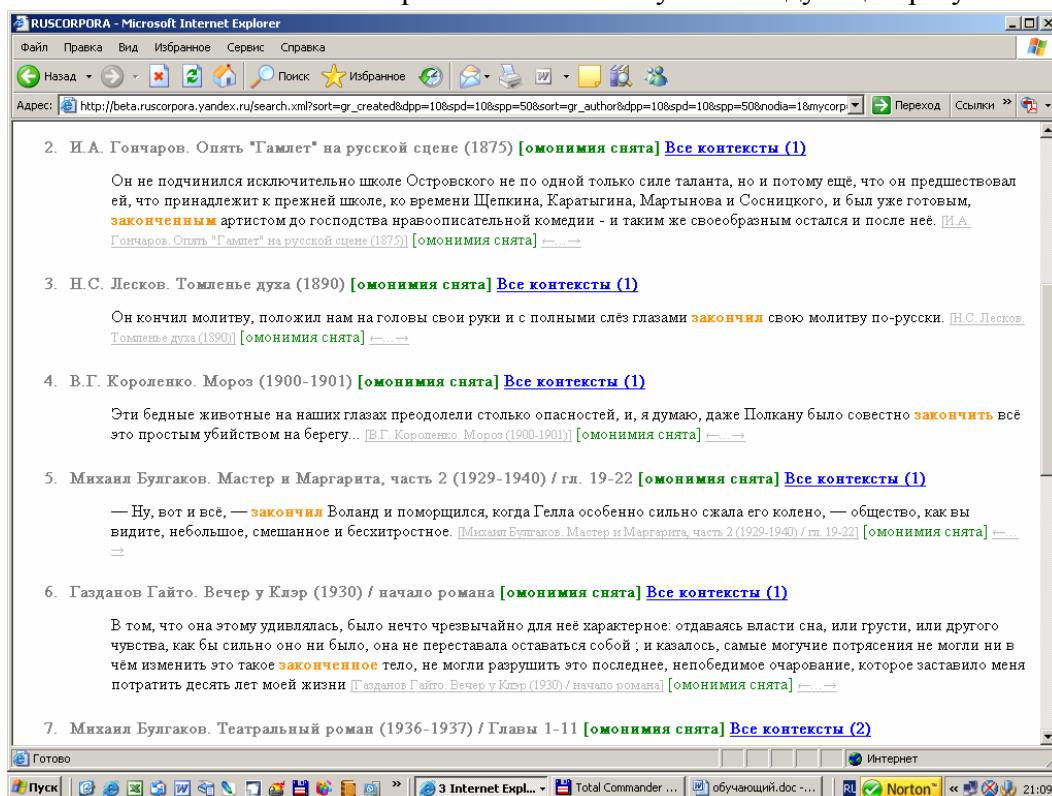 RUSCORPORA - Microsoft Internet Explorer
Файл Правка Вид Избранное Сервис Справка
Назад Поиск Избранное
Адрес: http://beta.ruscorpora.yandex.ru/search.xml?sort=gr_created&dpp=10&spd=10&spp=50&sort=gr_author&dpp=10&spd=10&spp=50&nodia=1&mycorp Переход Ссылки »
2. И.А. Гончаров. Опять "Гамлет" на русской сцене (1875) [омонимия снята] Все контексты (1)
Он не подчинился исключительно школе Островского не по одной только силе таланта, но и потому ещё, что он предшествовал
ей, что принадлежит к прежней школе, ко времени Щепкина, Каратыгина, Мартынова и Сосницкого, и был уже готовым,
законченным артистом до господства нравоописательной комедии - и таким же своеобразным остался и после неё. [И.А.
Гончаров. Опять "Гамлет" на русской сцене (1875)] [омонимия снята] ←...→
3. Н.С. Лесков. Томленье духа (1890) [омонимия снята] Все контексты (1)
Он кончил молитву, положил нам на головы свои руки и с полными слёз глазами закончил свою молитву по-русски. [Н.С. Лесков.
Томленье духа (1890)] [омонимия снята] ←...→
4. В.Г. Короленко. Мороз (1900-1901) [омонимия снята] Все контексты (1)
Эти бедные животные на наших глазах преодолели столько опасностей, и, я думаю, даже Полкану было совестно закончить всё
это простым убийством на берегу... [В.Г. Короленко. Мороз (1900-1901)] [омонимия снята] ←...→
5. Михаил Булгаков. Мастер и Маргарита, часть 2 (1929-1940) / гл. 19-22 [омонимия снята] Все контексты (1)
— Ну, вот и всё, — закончил Воланд и поморщился, когда Гелла особенно сильно сжала его колено, — общество, как вы
видите, небольшое, смешанное и бесхитростное. [Михаил Булгаков. Мастер и Маргарита, часть 2 (1929-1940) / гл. 19-22] [омонимия снята] ←...
→
6. Газданов Гайто. Вечер у Клэр (1930) / начало романа [омонимия снята] Все контексты (1)
В том, что она этому удивлялась, было нечто чрезвычайно для неё характерное: отдаваясь власти сна, или грусти, или другого
чувства, как бы сильно оно ни было, она не переставала оставаться собой ; и казалось, самые могучие потрясения не могли ни в
чём изменить это такое законченное тело, не могли разрушить это последнее, непобедимое очарование, которое заставило меня
потратить десять лет моей жизни [Газданов Гайто. Вечер у Клэр (1930) / начало романа] [омонимия снята] ←...→
7. Михаил Булгаков. Театральный роман (1936-1937) / Главы 1-11 [омонимия снята] Все контексты (2)
Готово Интернет
Пуск » 3 Internet Expl... Total Commander ... обучающий.doc -... RU Norton « 21:09